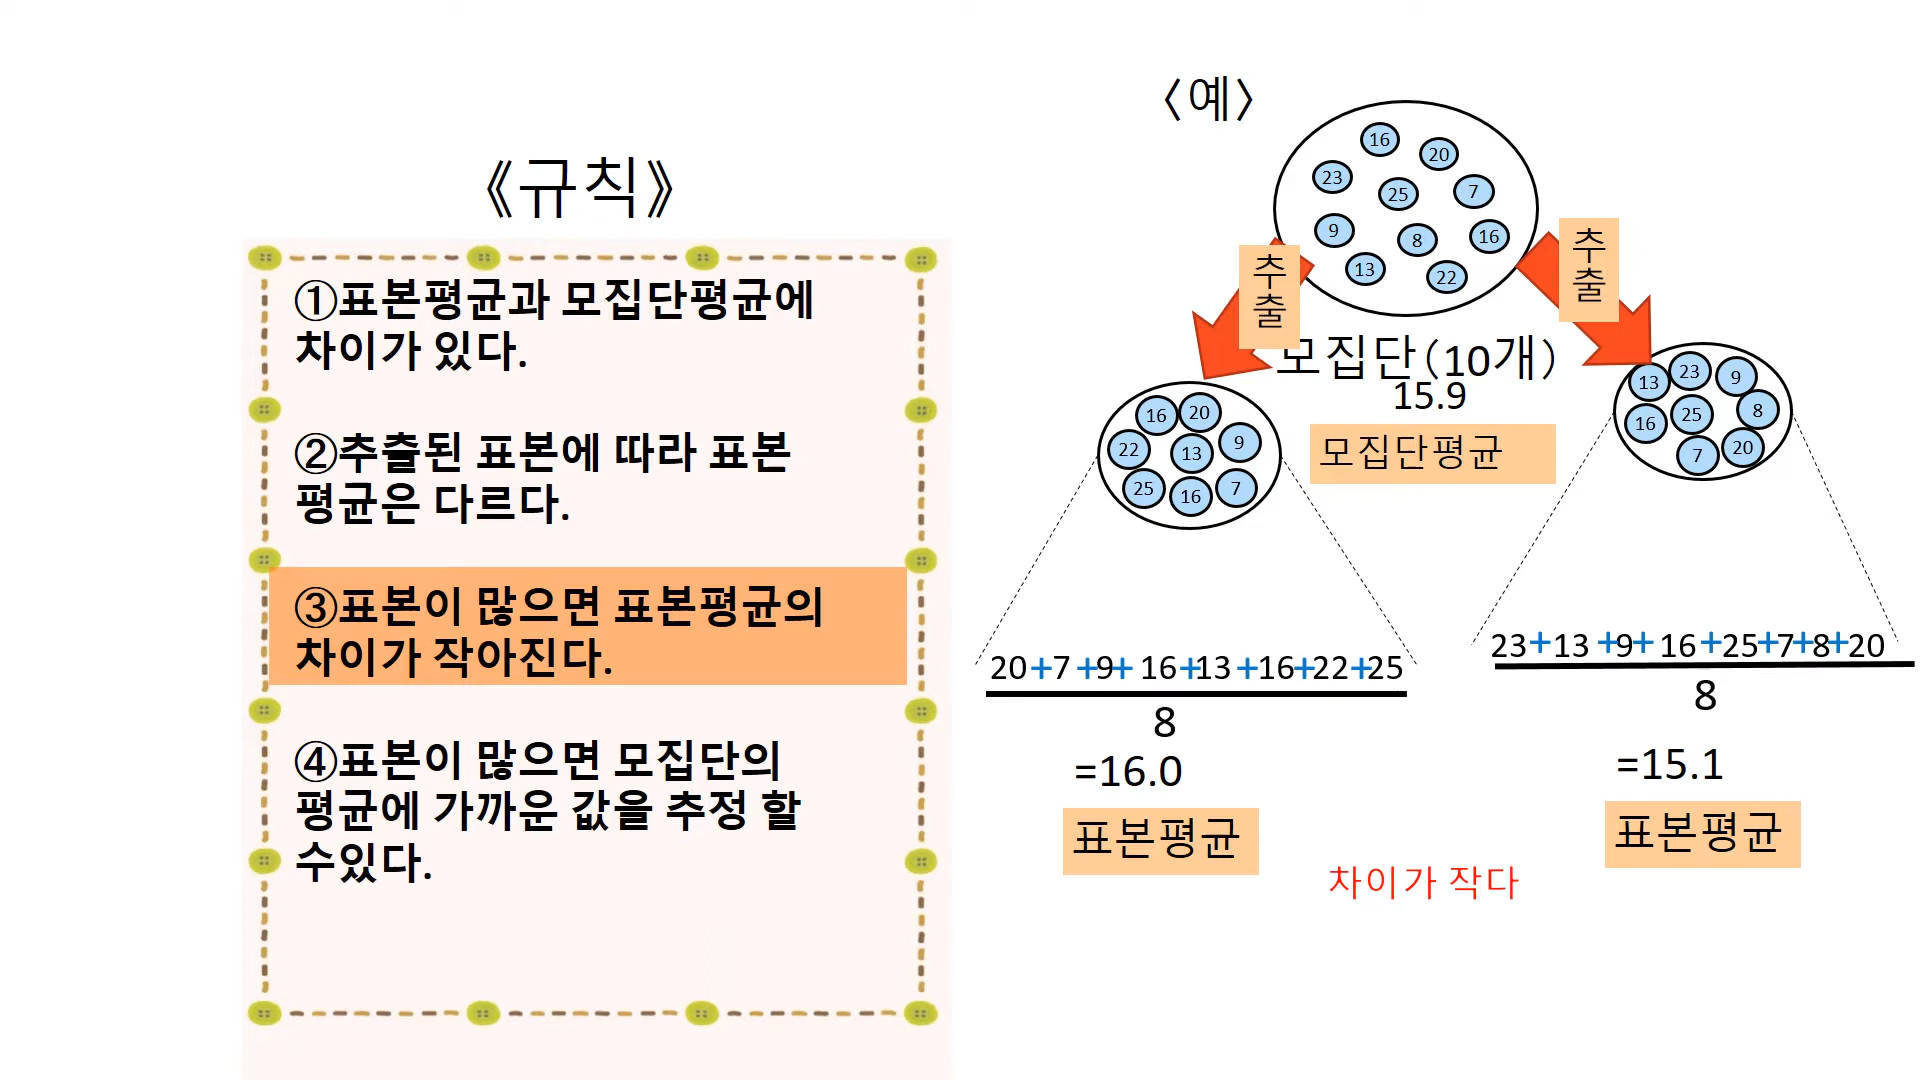 《규칙》
①표본평균과 모집단평균에
차이가 있다.
②추출된 표본에 따라 표본
평균은 다르다.
③표본이 많으면 표본평균의
차이가 작아진다.
④표본이 많으면 모집단의
평균에 가까운 값을 추정 할
수있다.
〈예〉
16
20
23
25
7
9
8
16
13
22
추출
추출
모집단(10개)
15.9
모집단평균
16
20
22
13
9
25
16
7
13
23
9
16
25
8
7
20
20+7+9+16+13+16+22+25
8
=16.0
표본평균
23+13+9+16+25+7+8+20
8
=15.1
표본평균
차이가 작다